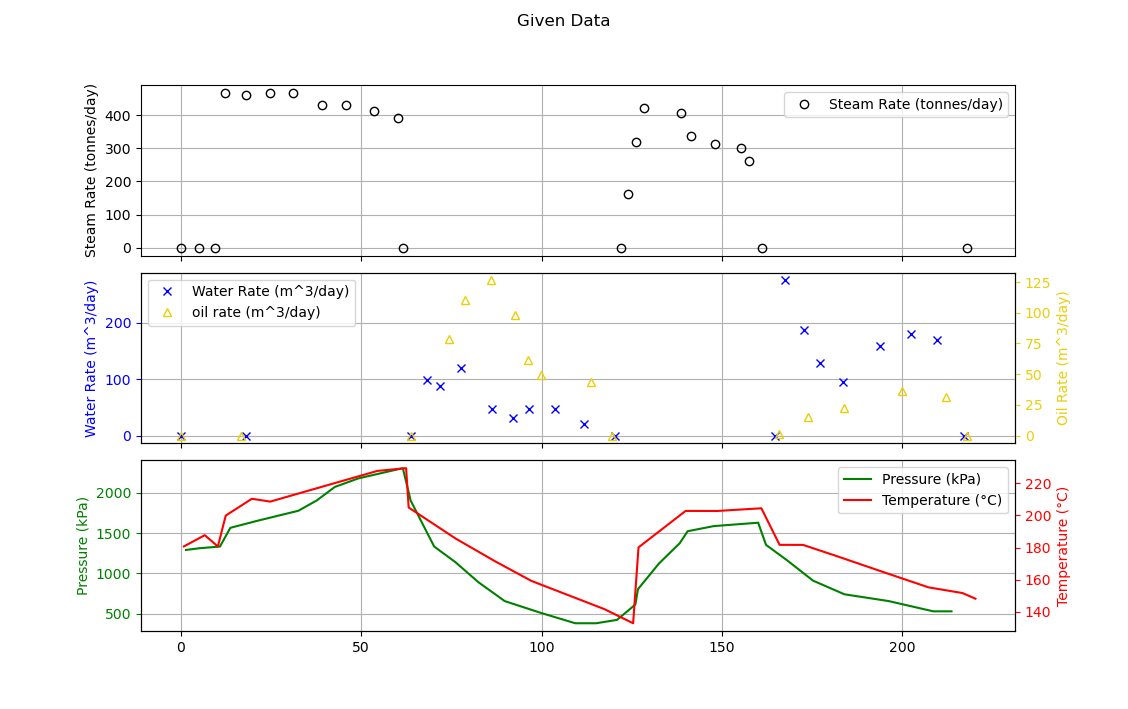 Given Data
Steam Rate (tonnes/day)
400
300
200
100
0
Steam Rate (tonnes/day)
Water Rate (m^3/day)
200
100
0
Water Rate (m^3/day)
oil rate (m^3/day)
125
100
75
50
25
0
Oil Rate (m^3/day)
Pressure (kPa)
2000
1500
1000
500
Pressure (kPa)
Temperature (°C)
220
200
180
160
140
Temperature (°C)
0 50 100 150 200